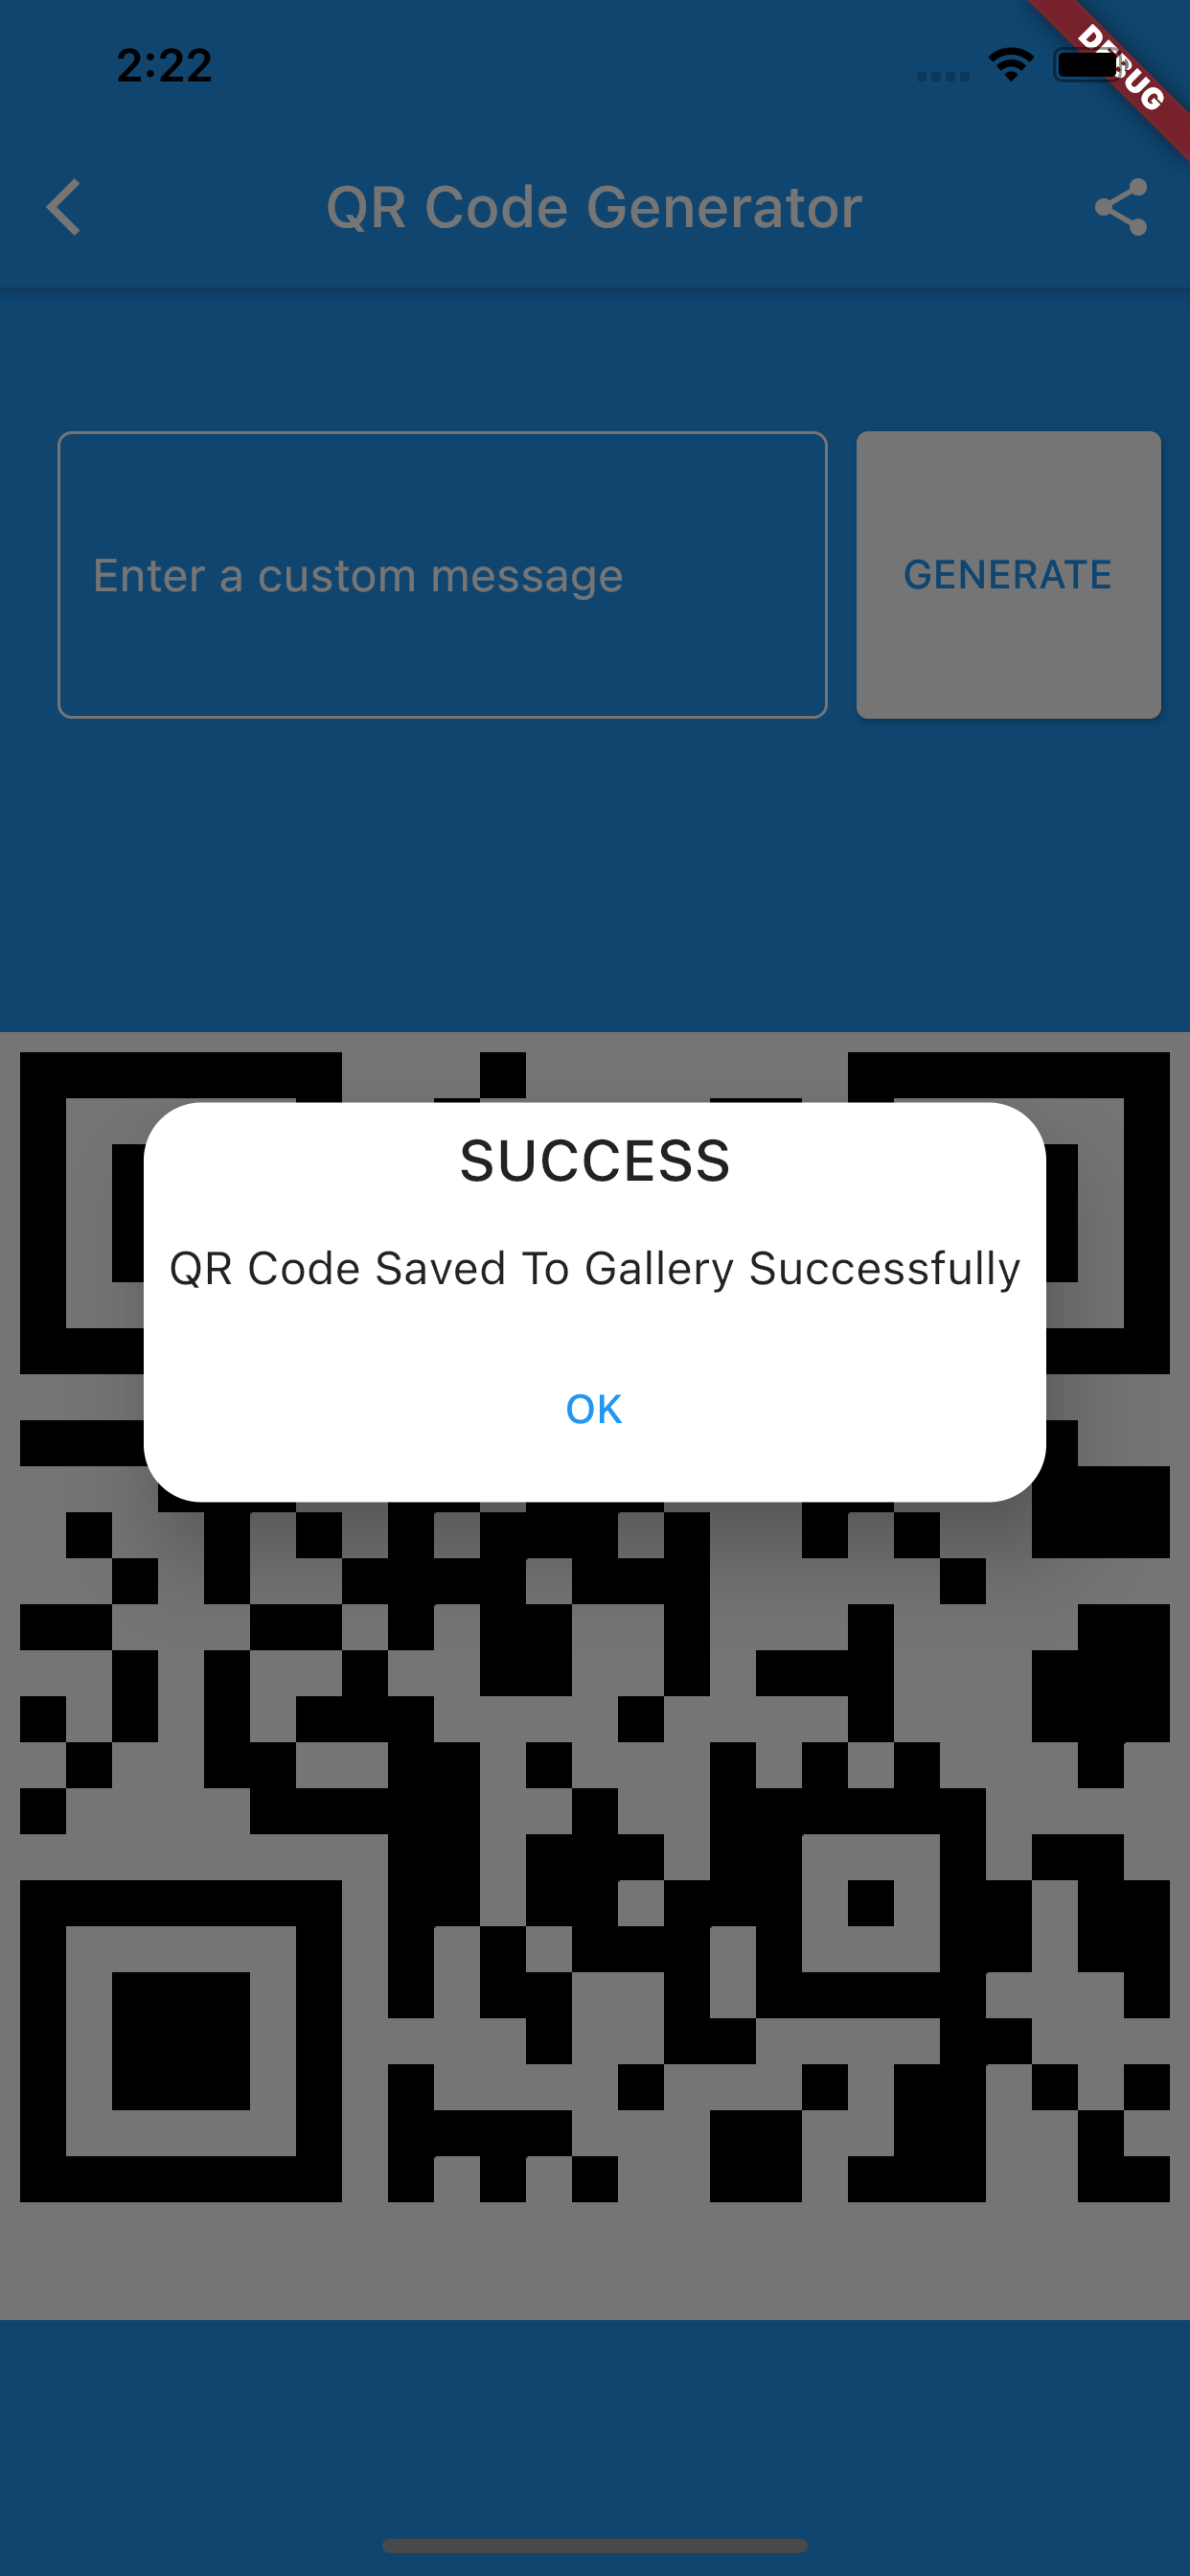 2:22
DEBUG
QR Code Generator
Enter a custom message
GENERATE
SUCCESS
QR Code Saved To Gallery Successfully
OK